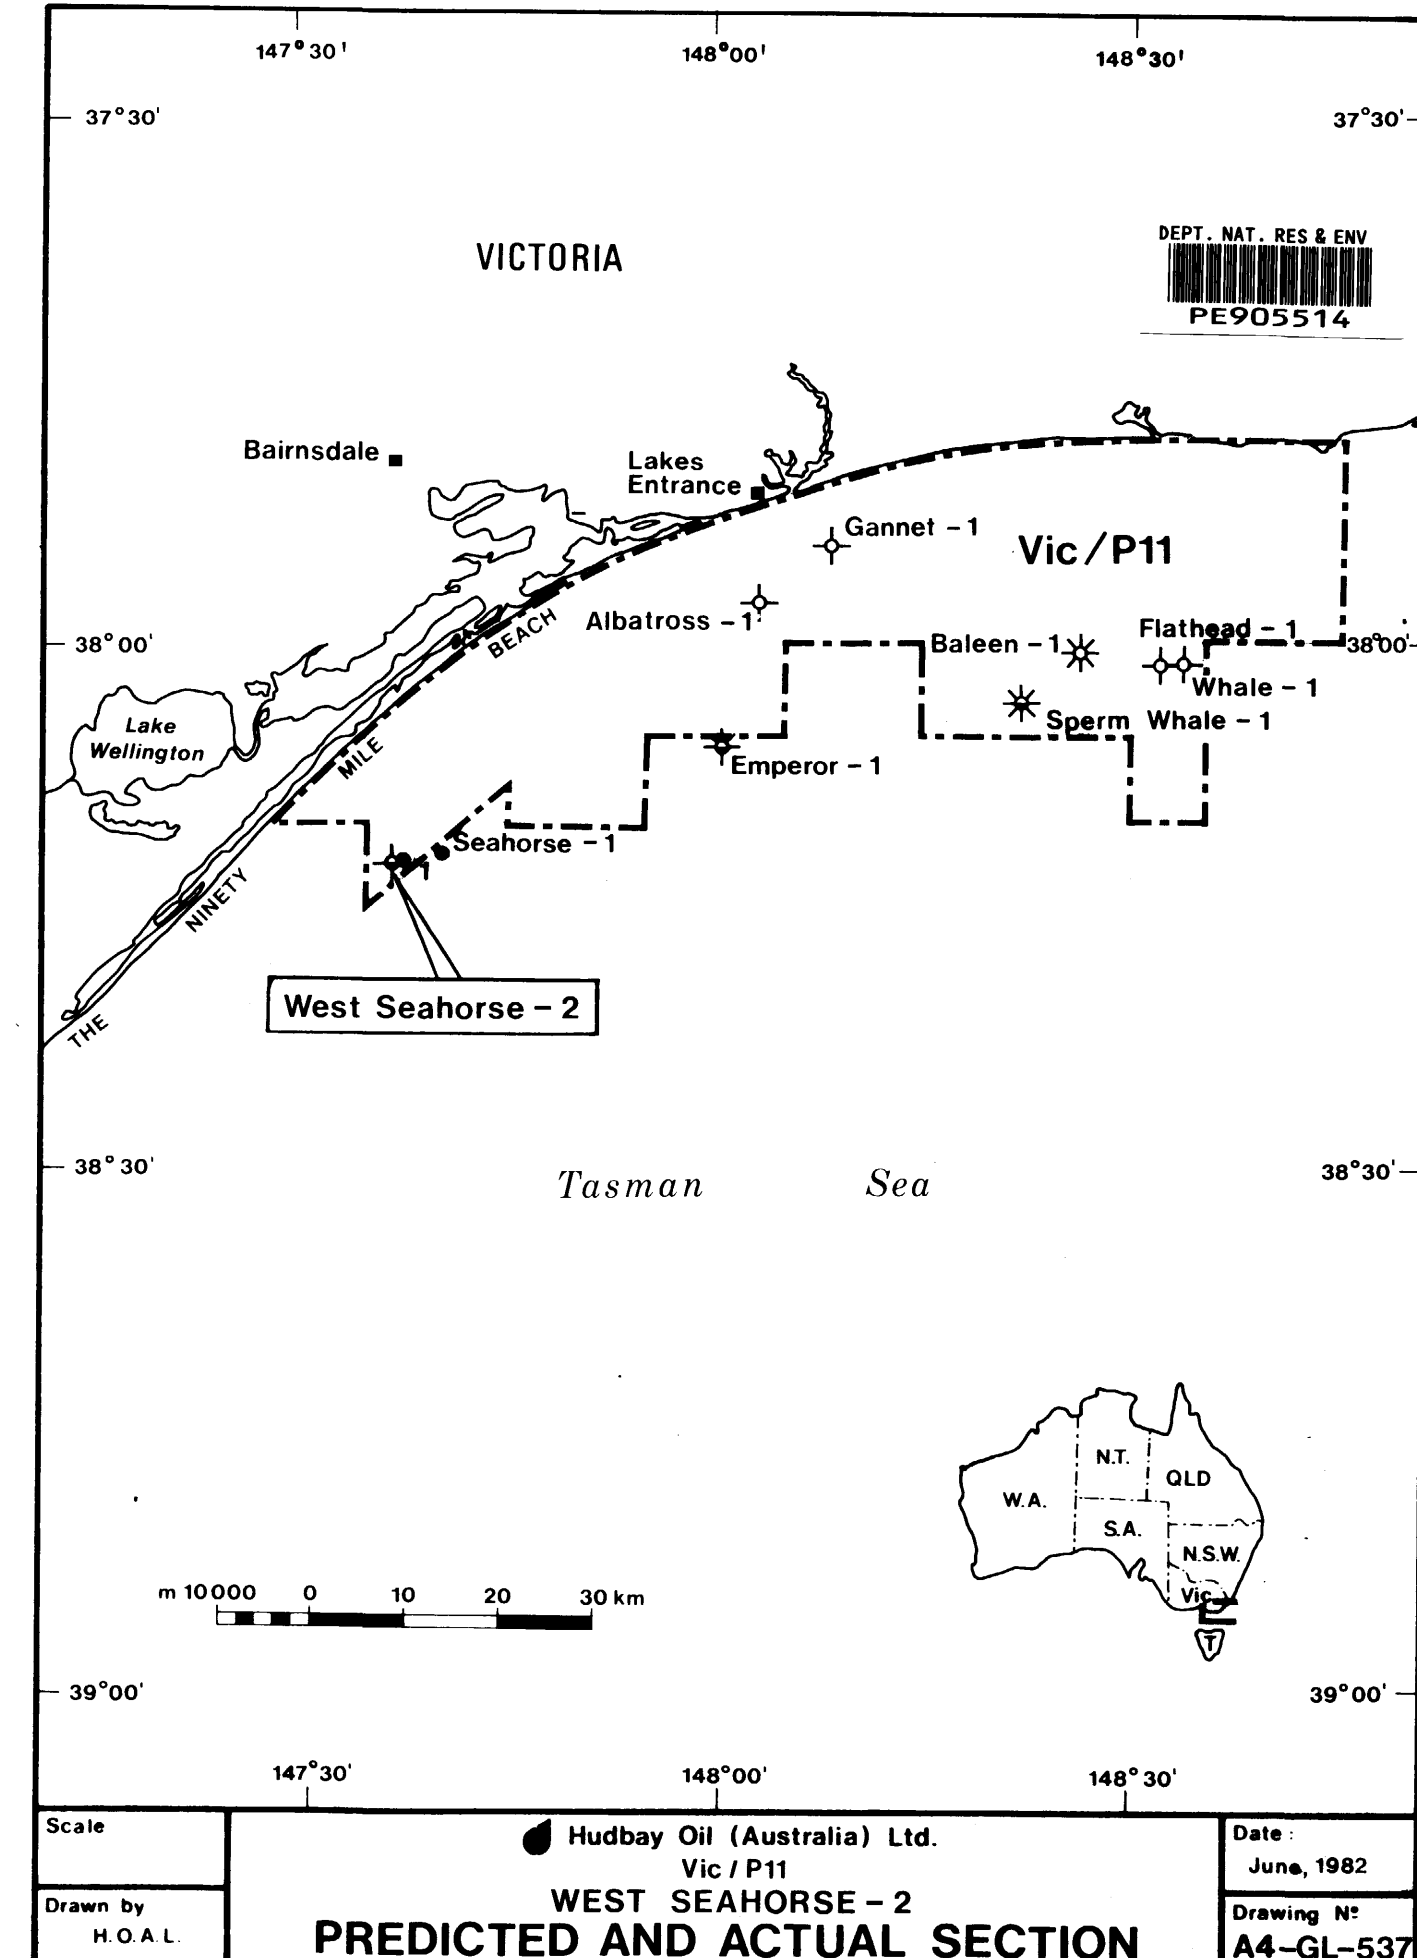 147°30'
148°00'
148°30'
37°30'
37°30'
DEPT. NAT. RES & ENV
PE905514
VICTORIA
Bairnsdale
Lakes
Entrance
Gannet - 1
Vic/P11
Albatross - 1
BEACH
Flathead - 1
Baleen - 1
38°00'
38°00'
Whale - 1
Lake
Wellington
Sperm Whale - 1
MILE
Emperor - 1
Seahorse - 1
1
NINETY
West Seahorse - 2
THE
38°30'
38°30'
Tasman Sea
N.T.
QLD
W.A.
S.A.
N.S.W.
Vic
T
m 10000 0 10 20 30 km
39°00'
39°00'
147°30'
148°00'
148°30'
Scale
Hudbay Oil (Australia) Ltd.
Vic / P11
WEST SEAHORSE - 2
PREDICTED AND ACTUAL SECTION
Date :
June, 1982
Drawn by
H.O.A.L.
Drawing Nº
A4-GL-537